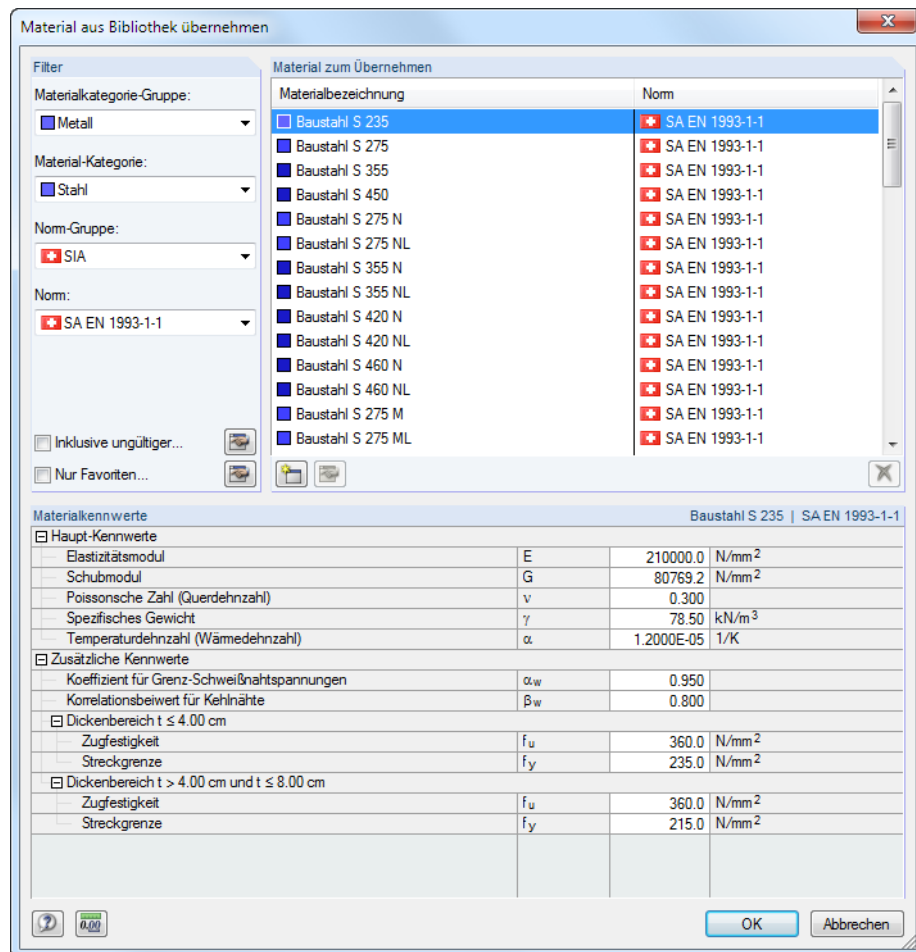 Material aus Bibliothek übernehmen
Filter
Materialkategorie-Gruppe:
Metall
Material-Kategorie:
Stahl
Norm-Gruppe:
SIA
Norm:
SA EN 1993-1-1
Inklusive ungültiger...
Nur Favoriten...
Material zum Übernehmen
Materialbezeichnung Norm
Baustahl S 235 SA EN 1993-1-1
Baustahl S 275 SA EN 1993-1-1
Baustahl S 355 SA EN 1993-1-1
Baustahl S 450 SA EN 1993-1-1
Baustahl S 275 N SA EN 1993-1-1
Baustahl S 275 NL SA EN 1993-1-1
Baustahl S 355 N SA EN 1993-1-1
Baustahl S 355 NL SA EN 1993-1-1
Baustahl S 420 N SA EN 1993-1-1
Baustahl S 420 NL SA EN 1993-1-1
Baustahl S 460 N SA EN 1993-1-1
Baustahl S 460 NL SA EN 1993-1-1
Baustahl S 275 M SA EN 1993-1-1
Baustahl S 275 ML SA EN 1993-1-1
Materialkennwerte Baustahl S 235 | SA EN 1993-1-1
Haupt-Kennwerte
Elastizitätsmodul E 210000.0 N/mm²
Schubmodul G 80769.2 N/mm²
Poissonsche Zahl (Querdehnzahl) ν 0.300
Spezifisches Gewicht γ 78.50 kN/m³
Temperaturdehnzahl (Wärmedehnzahl) α 1.2000E-05 1/K
Zusätzliche Kennwerte
Koeffizient für Grenz-Schweißnahtspannungen αw 0.950
Korrelationsbeiwert für Kehlnähte βw 0.800
Dickenbereich t ≤ 4.00 cm
Zugfestigkeit fu 360.0 N/mm²
Streckgrenze fy 235.0 N/mm²
Dickenbereich t > 4.00 cm und t ≤ 8.00 cm
Zugfestigkeit fu 360.0 N/mm²
Streckgrenze fy 215.0 N/mm²
0.00
OK Abbrechen